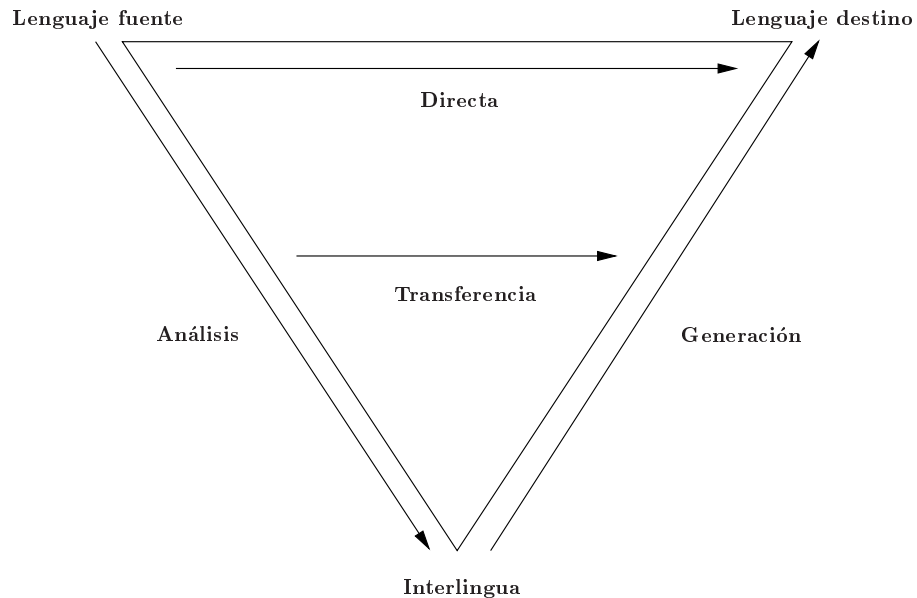 Lenguaje fuente
Lenguaje destino
Directa
Transferencia
Análisis
Generación
Interlingua